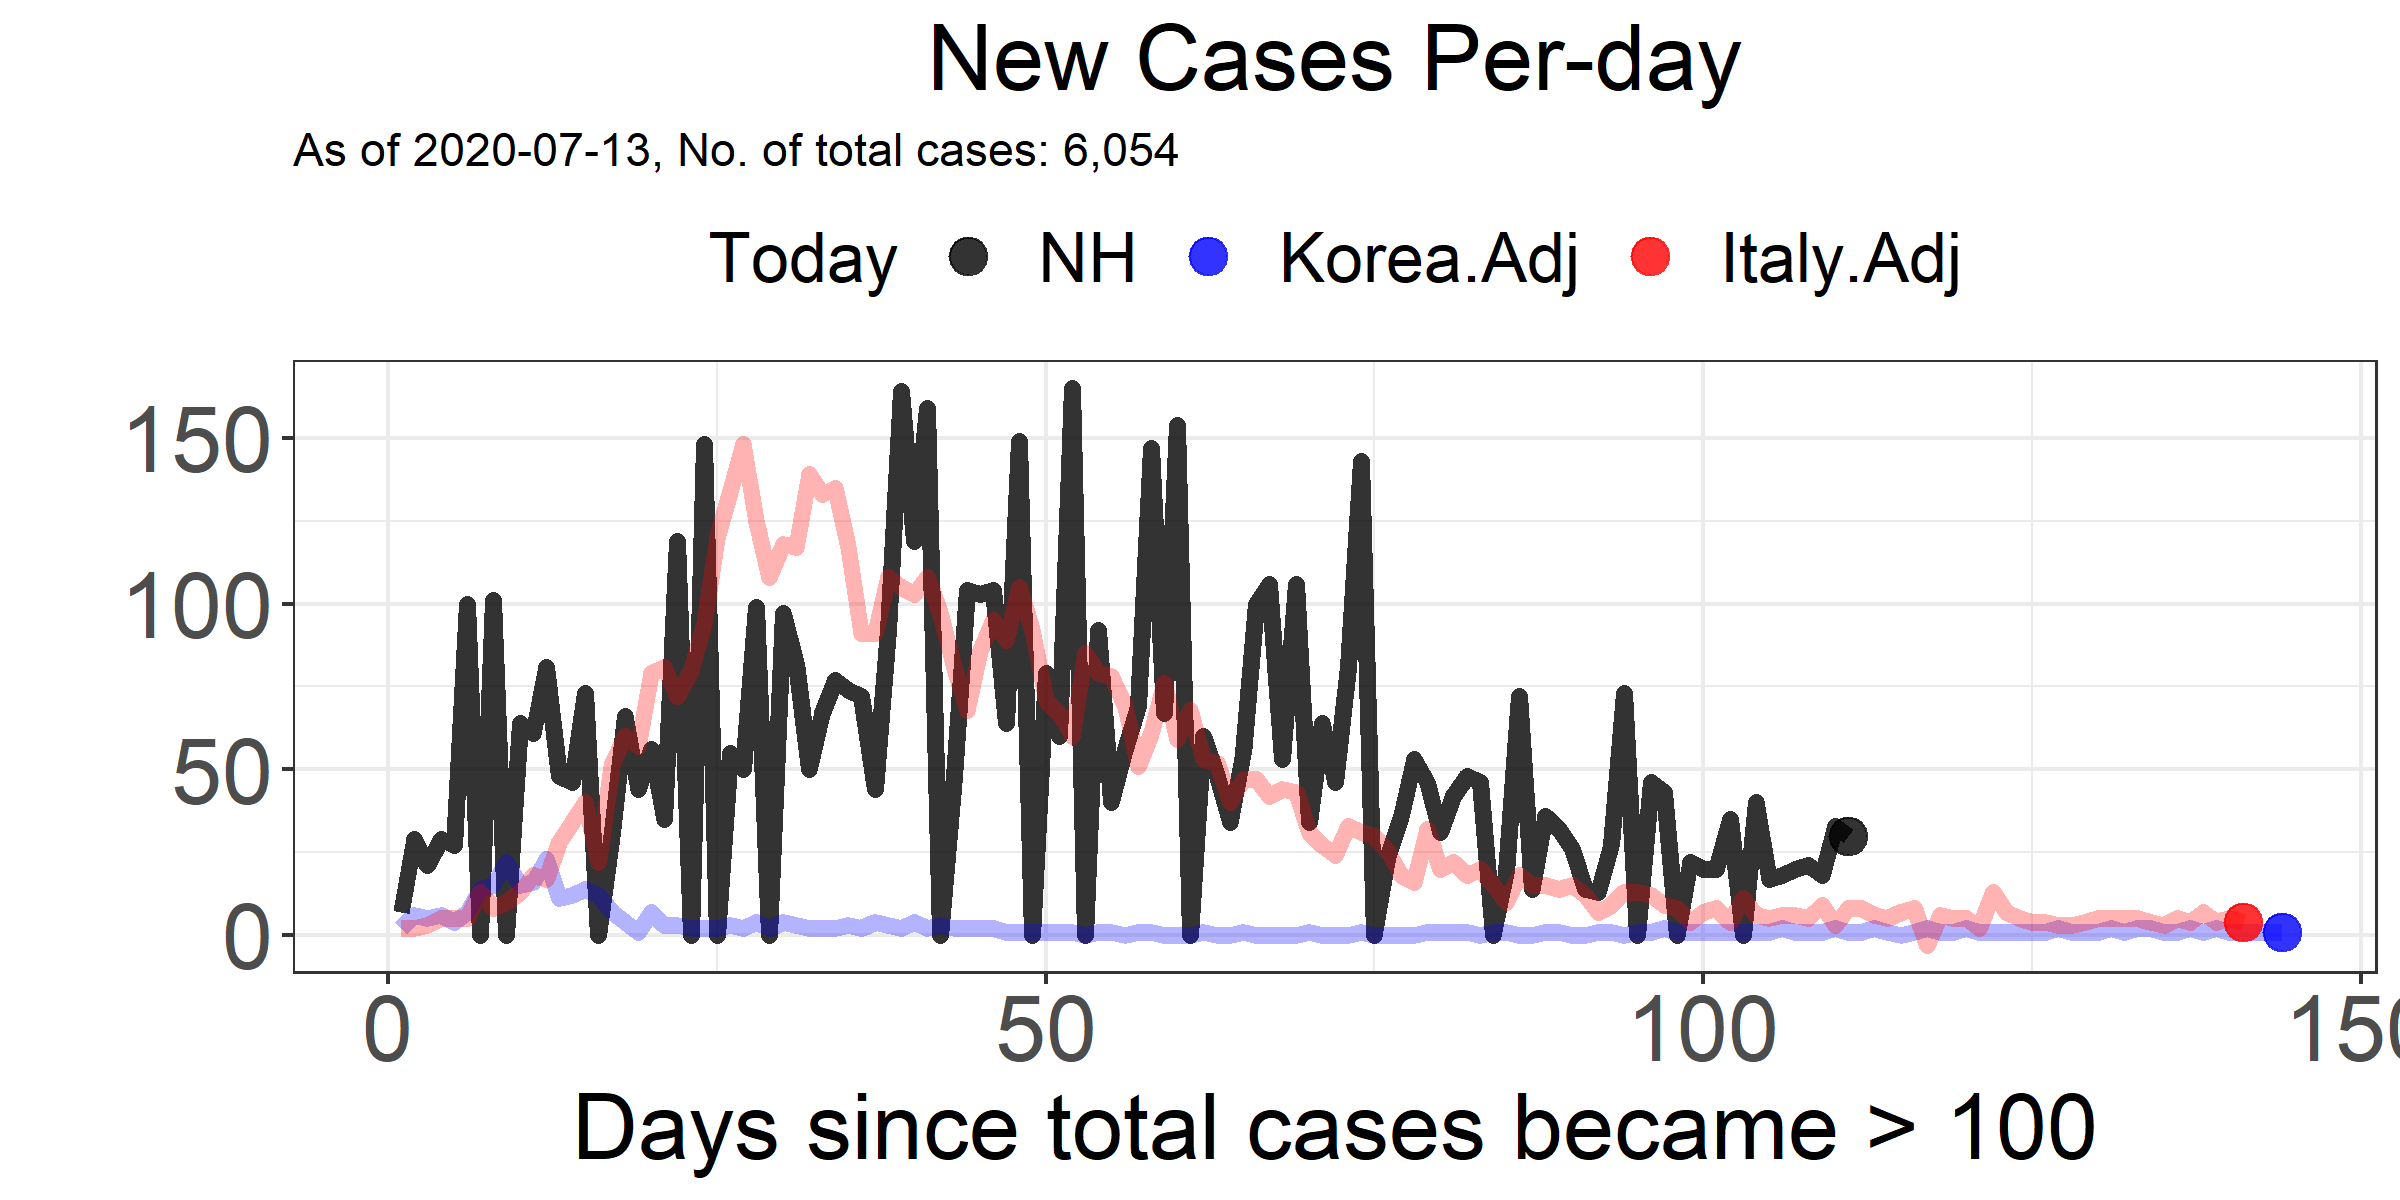 New Cases Per-day
As of 2020-07-13, No. of total cases: 6,054
Today NH Korea.Adj Italy.Adj
150
100
50
0
0 50 100 150
Days since total cases became > 100